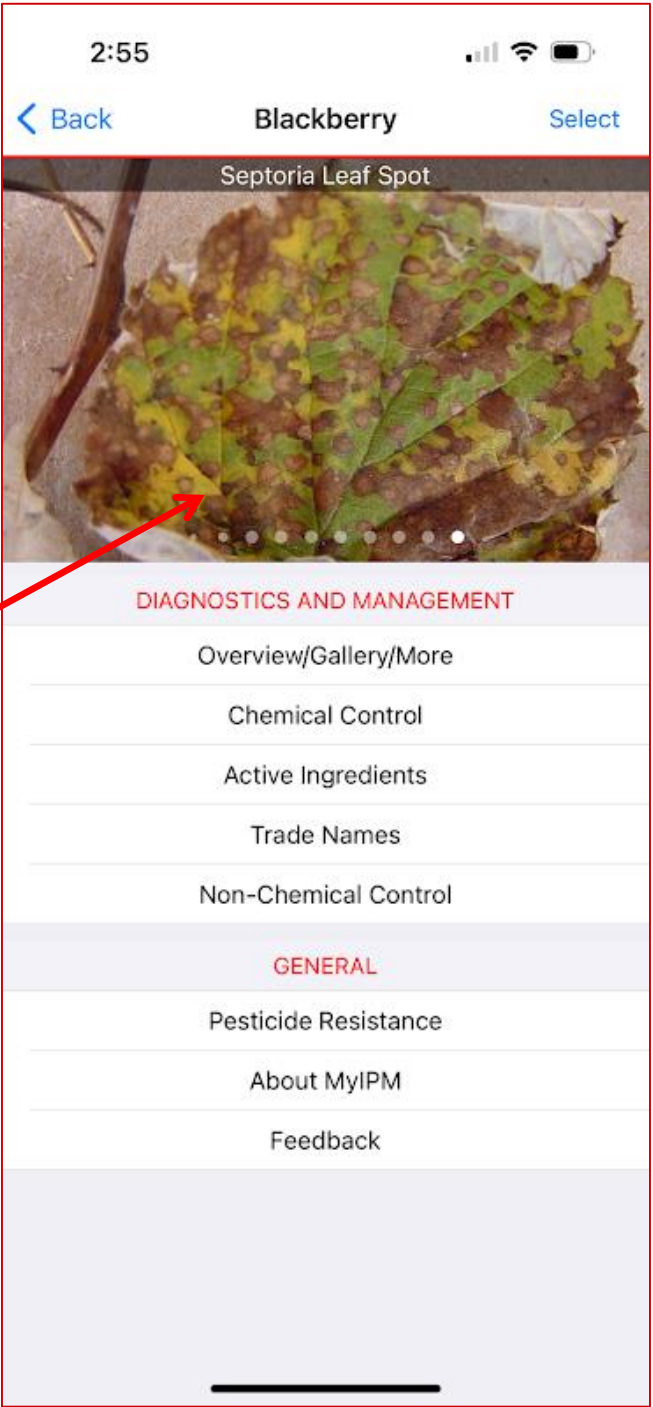 2:55
Back Blackberry Select
Septoria Leaf Spot
DIAGNOSTICS AND MANAGEMENT
Overview/Gallery/More
Chemical Control
Active Ingredients
Trade Names
Non-Chemical Control
GENERAL
Pesticide Resistance
About MyIPM
Feedback